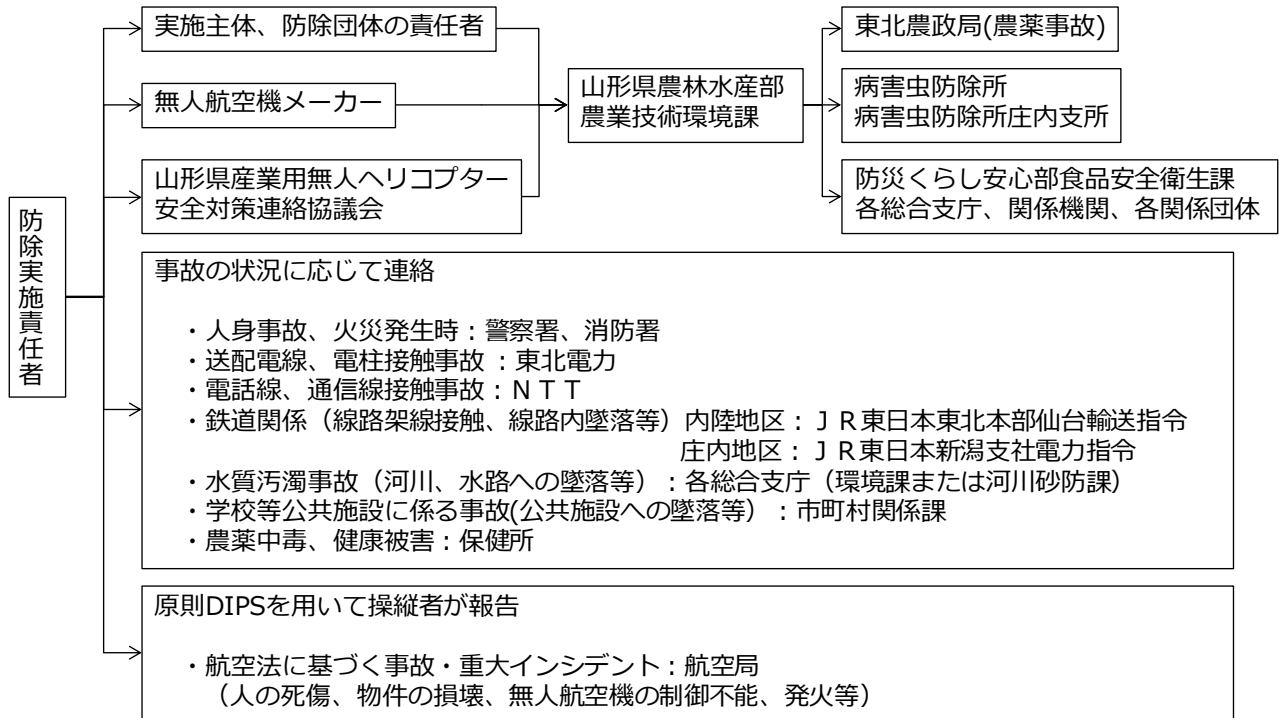 防除実施責任者
実施主体、防除団体の責任者
無人航空機メーカー
山形県産業用無人ヘリコプター
安全対策連絡協議会
山形県農林水産部
農業技術環境課
東北農政局(農薬事故)
病害虫防除所
病害虫防除所庄内支所
防災くらし安心部食品安全衛生課
各総合支庁、関係機関、各関係団体
事故の状況に応じて連絡
・人身事故、火災発生時：警察署、消防署
・送配電線、電柱接触事故 ：東北電力
・電話線、通信線接触事故：ＮＴＴ
・鉄道関係（線路架線接触、線路内墜落等）内陸地区：ＪＲ東日本東北本部仙台輸送指令
庄内地区：ＪＲ東日本新潟支社電力指令
・水質汚濁事故（河川、水路への墜落等）：各総合支庁（環境課または河川砂防課）
・学校等公共施設に係る事故(公共施設への墜落等）：市町村関係課
・農薬中毒、健康被害：保健所
原則DIPSを用いて操縦者が報告
・航空法に基づく事故・重大インシデント：航空局
（人の死傷、物件の損壊、無人航空機の制御不能、発火等）